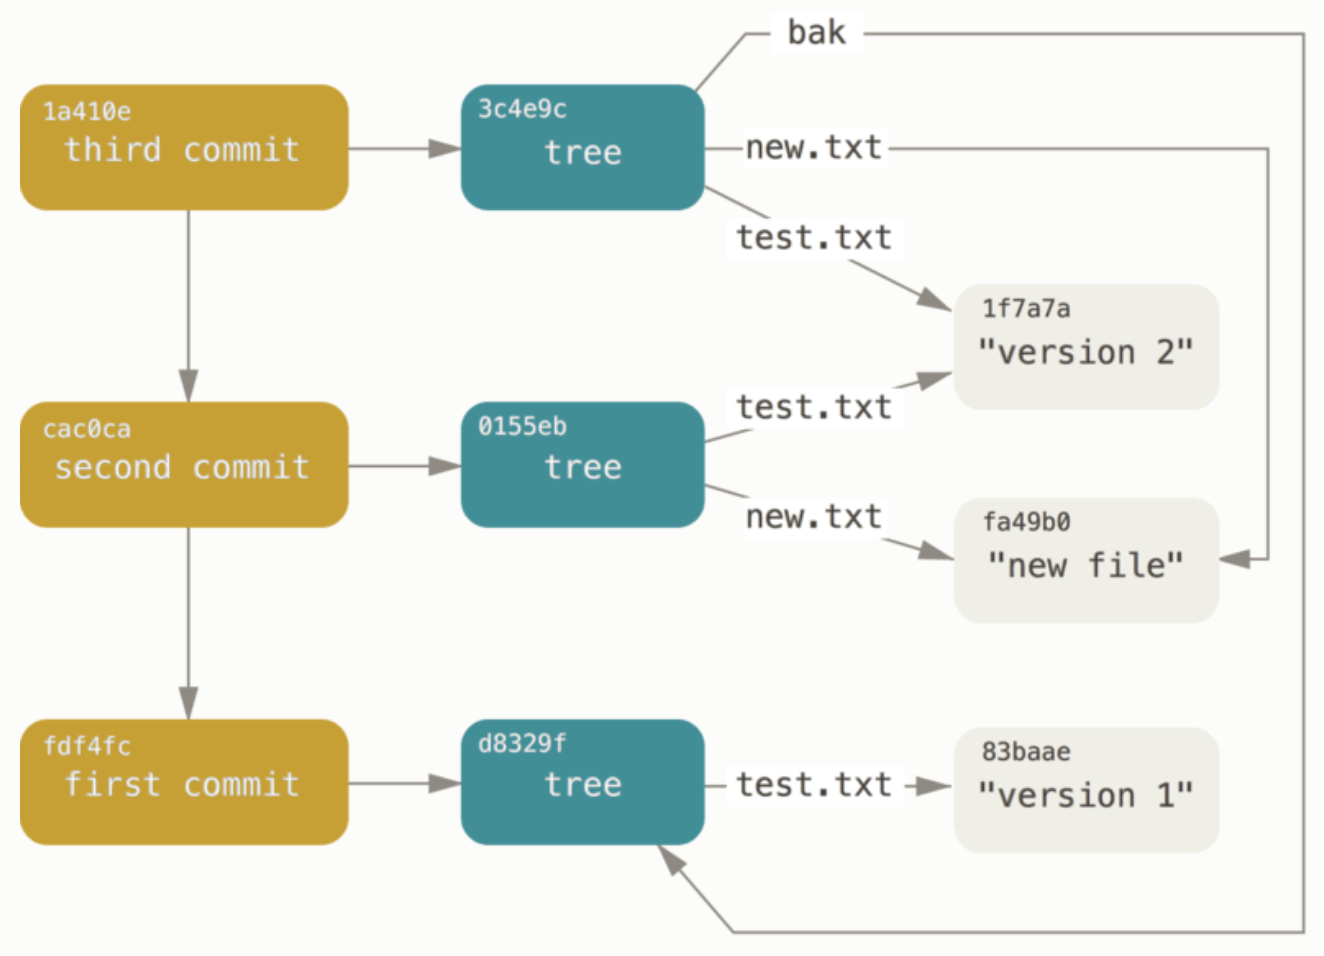 bak
1a410e
third commit
3c4e9c
tree
new.txt
test.txt
1f7a7a
"version 2"
cac0ca
second commit
0155eb
tree
test.txt
new.txt
fa49b0
"new file"
fdf4fc
first commit
d8329f
tree
test.txt
83baae
"version 1"